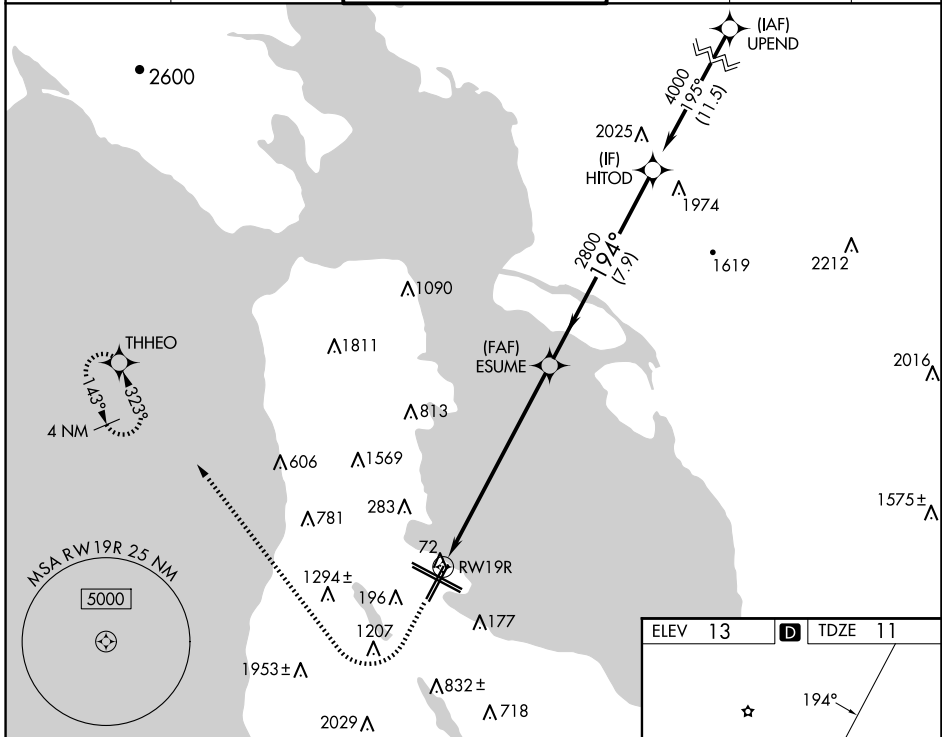 (IAF)
UPEND
2600
4000
195°
(11.5)
2025
(IF)
HITOD
1974
2800
194°
(7.9)
1619
2212
1090
THHEO
1811
(FAF)
ESUME
2016
143°
323°
4 NM
813
606
1569
283
781
1575±
72
RW19R
MSA RW19R 25 NM
5000
1294±
196
177
1207
1953±
832±
718
2029
ELEV 13
D
TDZE 11
194°